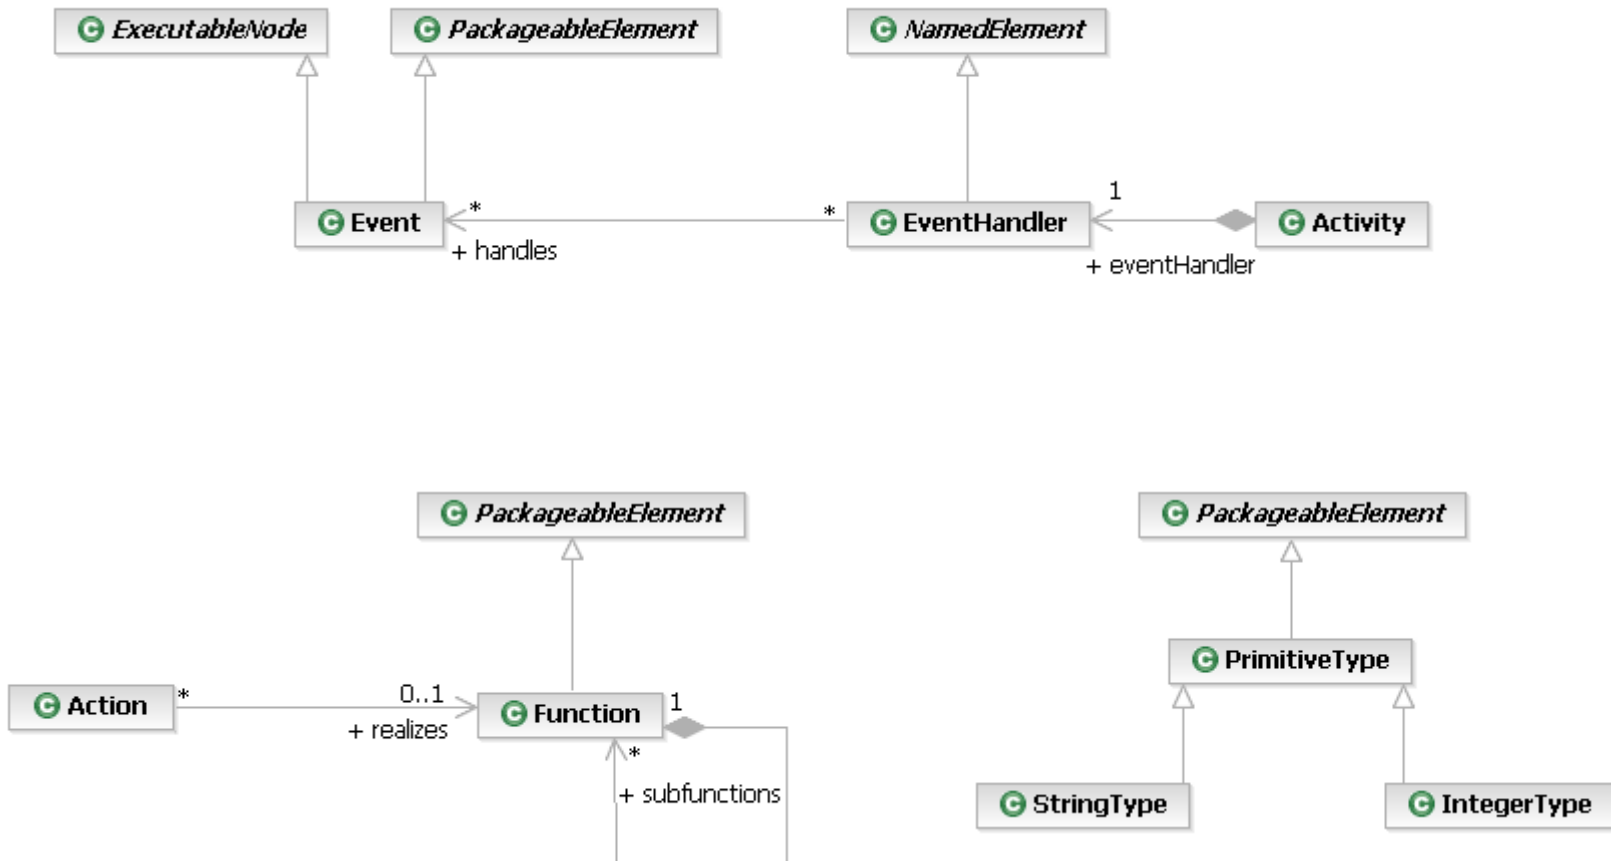 ExecutableNode
PackageableElement
NamedElement
1
*
*
Event
EventHandler
Activity
+ handles
+ eventHandler
PackageableElement
PackageableElement
PrimitiveType
*
0..1
1
Action
Function
+ realizes
*
+ subfunctions
StringType
IntegerType